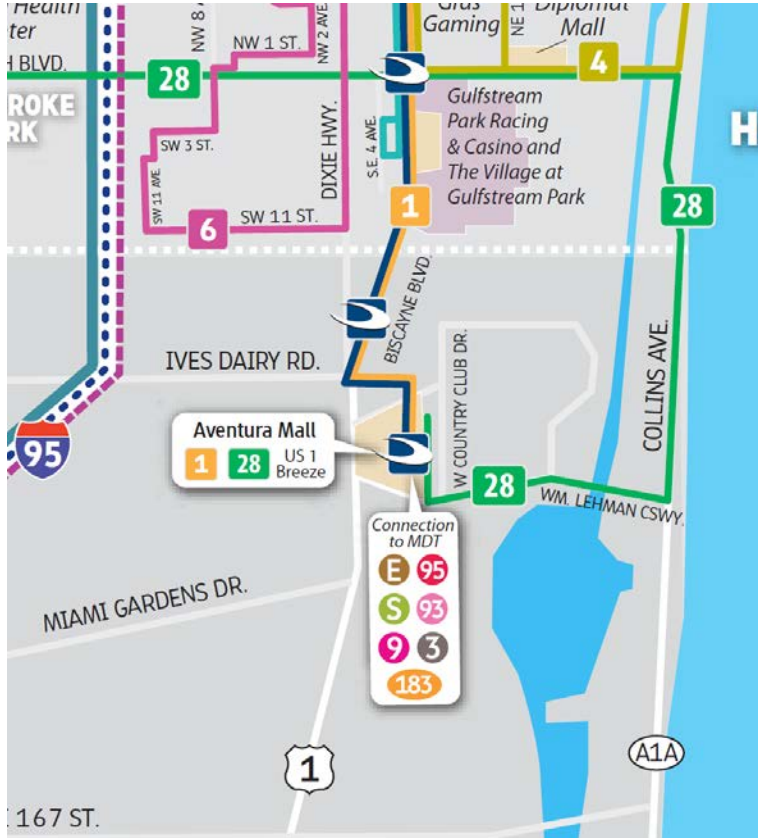 Health
ter
NW 8 A
NW 1 ST.
NW 2 AVE
Gras
Gaming
NE 1
Diplomat
Mall
H BLVD.
28
4
ROKE
RK
SW 3 ST.
SW 11 AVE
6
SW 11 ST.
DIXIE HWY.
S.E. 4 AVE.
1
Gulfstream
Park Racing
& Casino and
The Village at
Gulfstream Park
H
28
BISCAYNE BLVD.
IVES DAIRY RD.
W COUNTRY CLUB DR.
COLLINS AVE.
95
Aventura Mall
1 28 US 1
Breeze
28
WM. LEHMAN CSWY.
Connection
to MDT
E 95
S 93
9 3
183
MIAMI GARDENS DR.
1
A1A
167 ST.